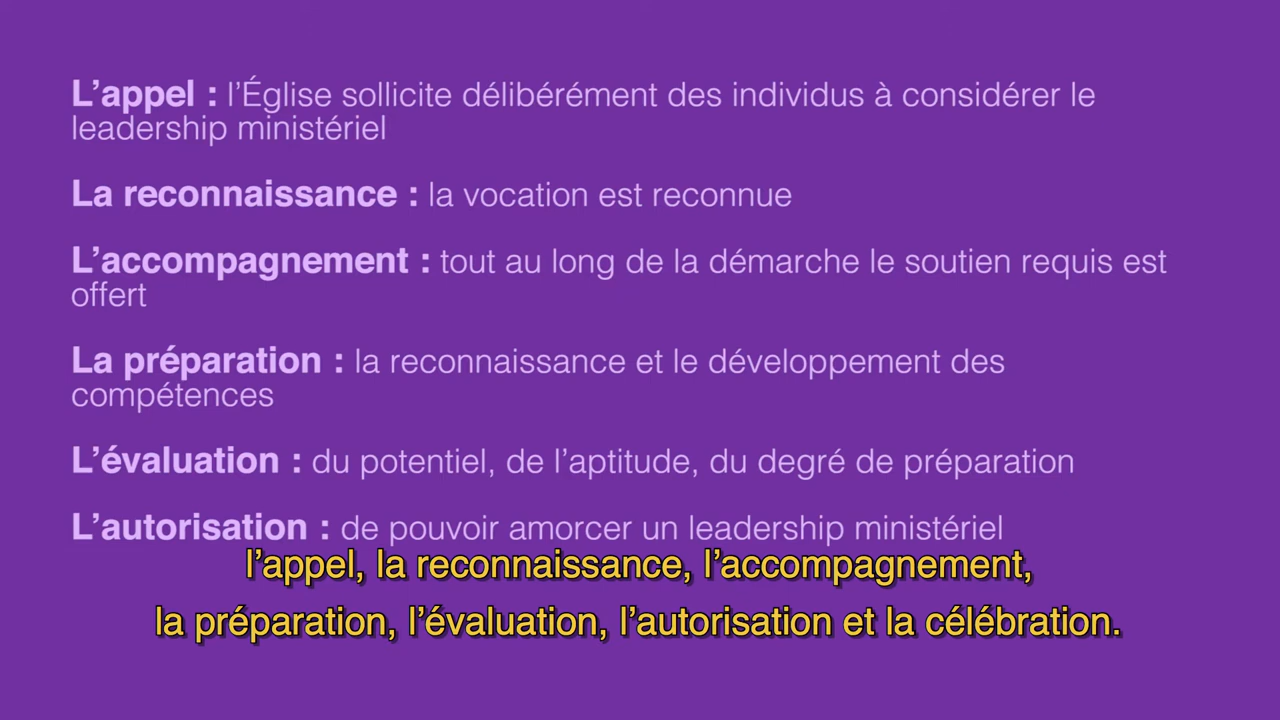 L’appel : l’Église sollicite délibérément des individus à considérer le
leadership ministériel
La reconnaissance : la vocation est reconnue
L’accompagnement : tout au long de la démarche le soutien requis est
offert
La préparation : la reconnaissance et le développement des
compétences
L’évaluation : du potentiel, de l’aptitude, du degré de préparation
L’autorisation : de pouvoir amorcer un leadership ministériel
l’appel, la reconnaissance, l’accompagnement,
la préparation, l’évaluation, l’autorisation et la célébration.